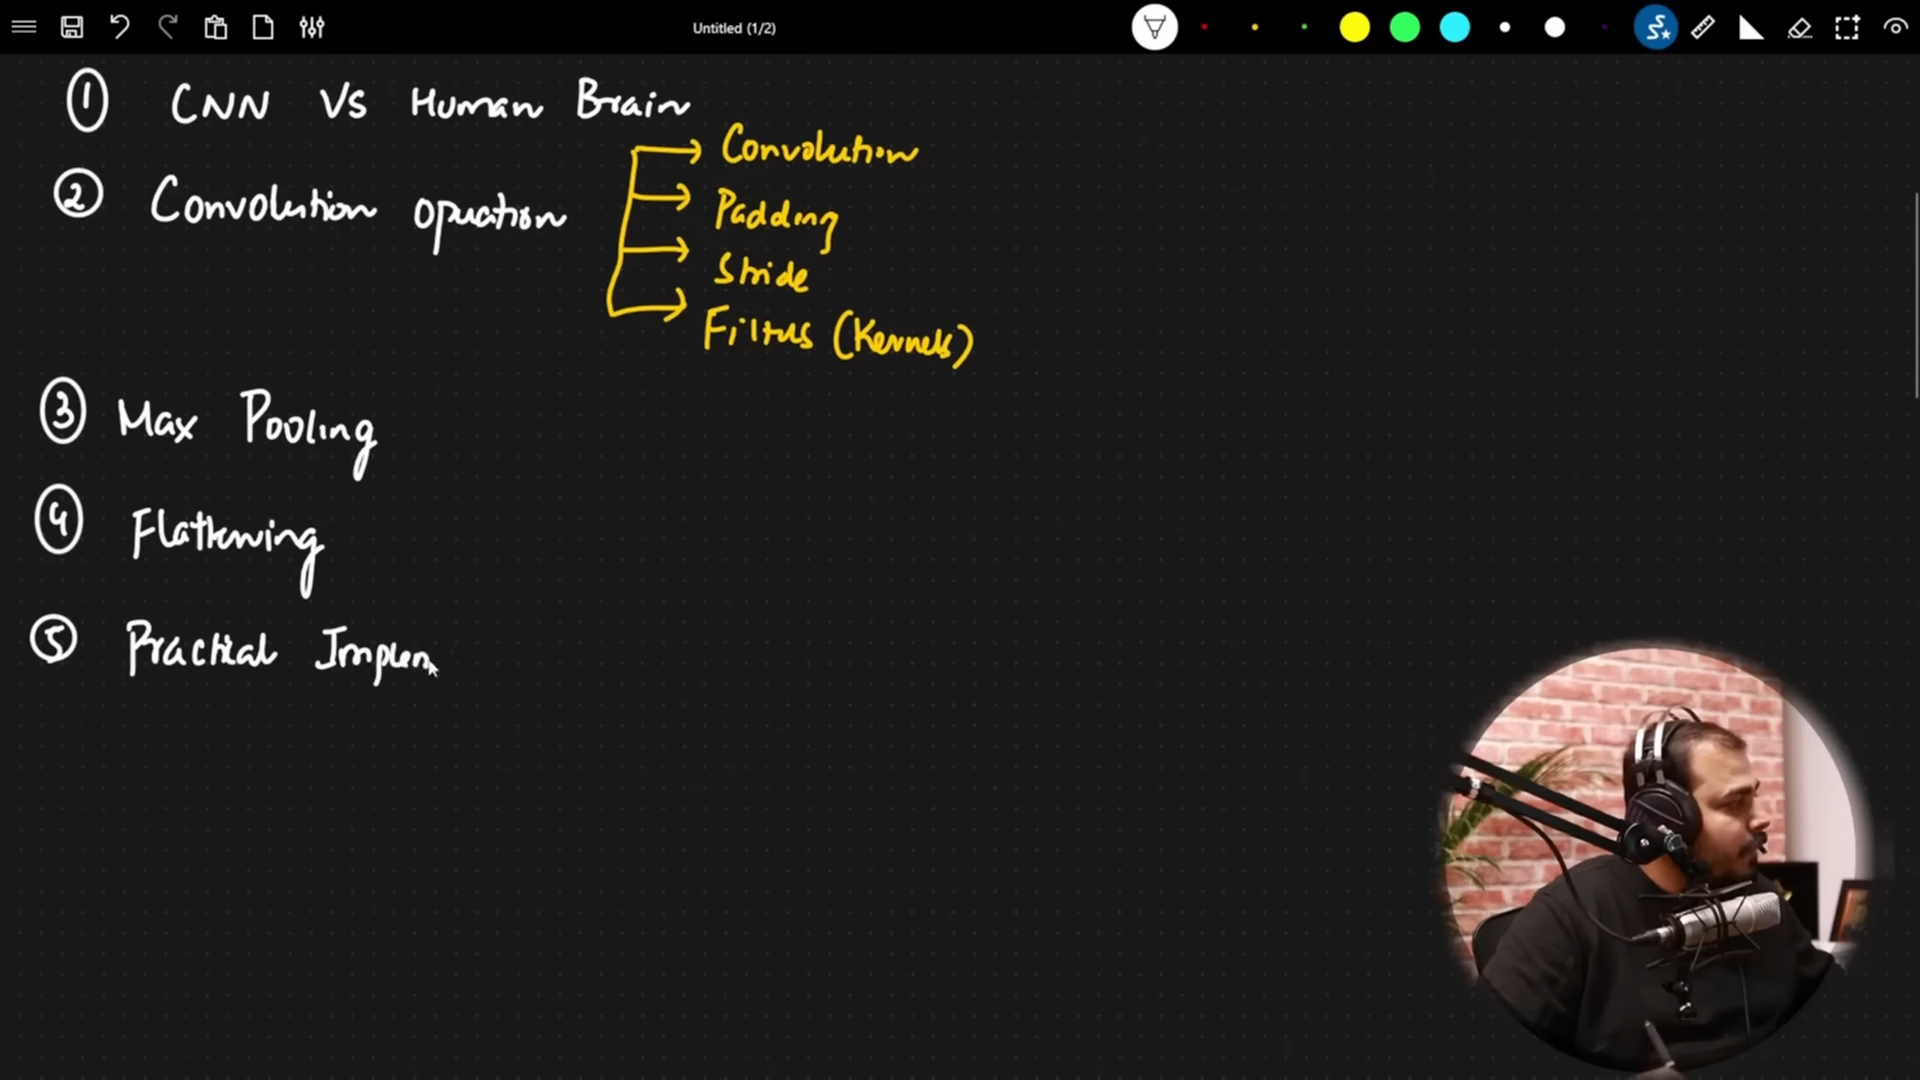 Untitled (1/2)
① CNN VS Human Brain
② Convolution operation
Convolution
Padding
Stride
Filters (Kernels)
③ Max Pooling
④ Flattening
⑤ Practical Implem